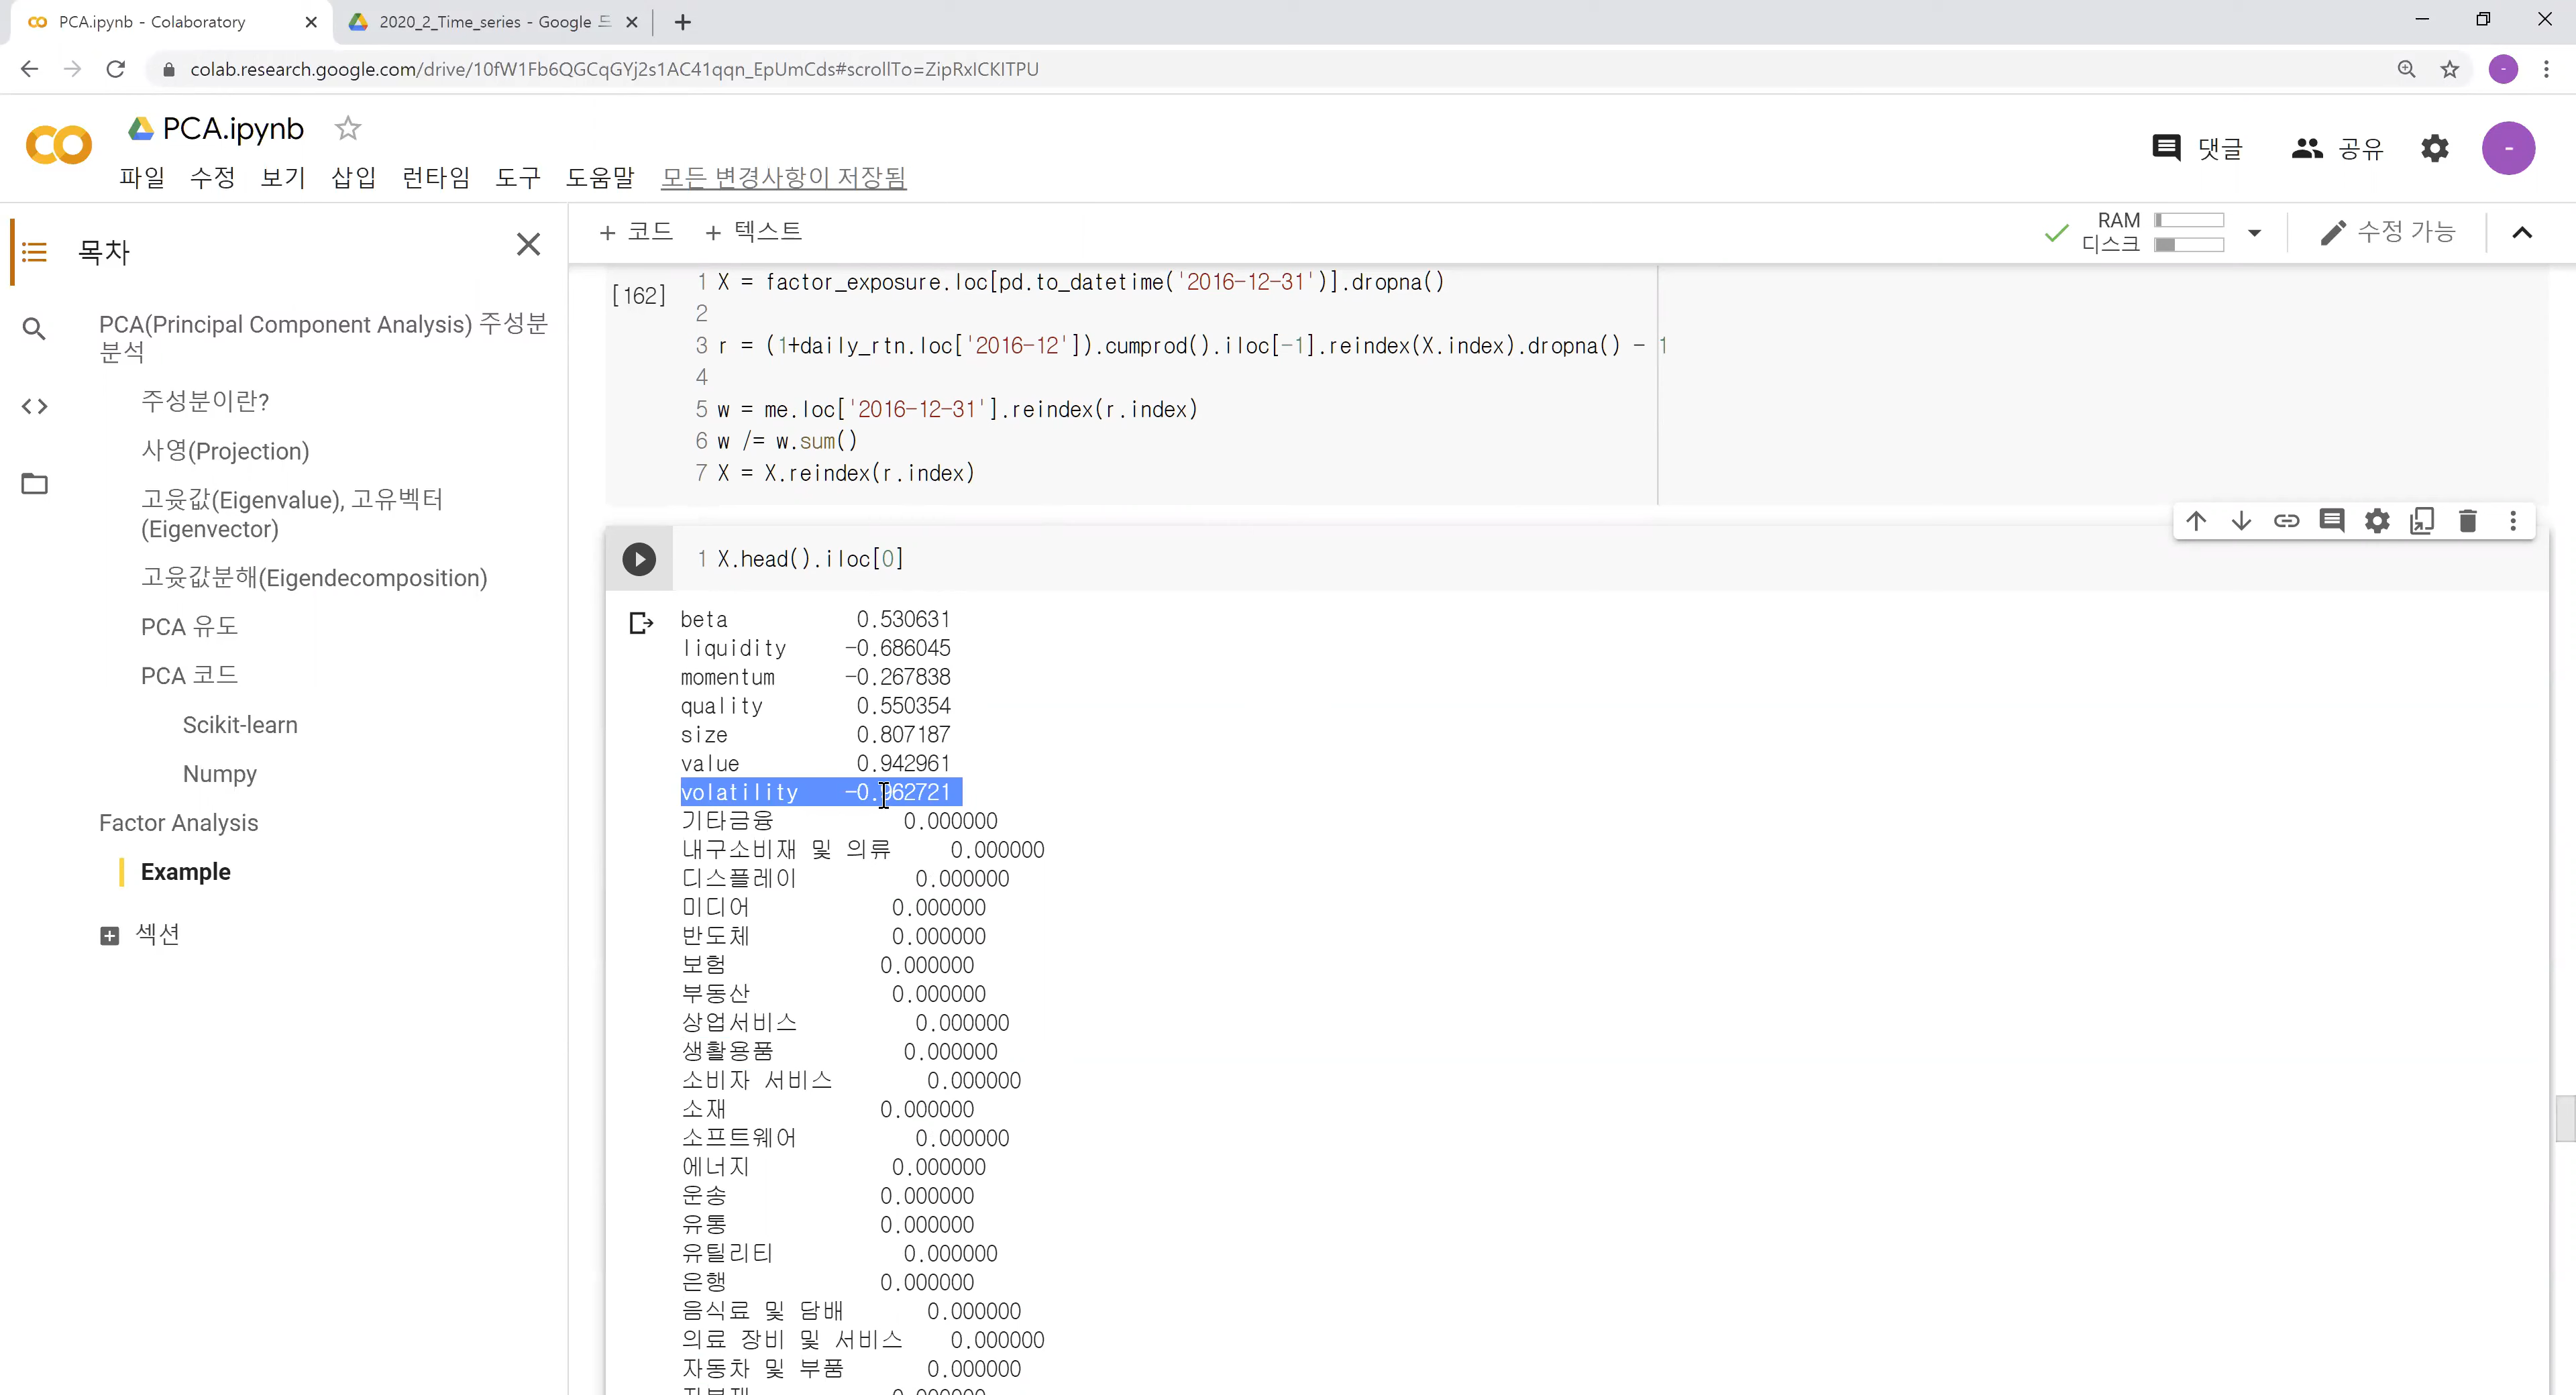 PCA.ipynb - Colaboratory
2020_2_Time_series - Google 드
colab.research.google.com/drive/10fW1Fb6QGCqGYj2s1AC41qqn_EpUmCds#scrollTo=ZipRxICKITPU
PCA.ipynb
파일 수정 보기 삽입 런타임 도구 도움말 모든 변경사항이 저장됨
댓글 공유
-
목차
+ 코드 + 텍스트
RAM
디스크
수정 가능
PCA(Principal Component Analysis) 주성분
분석
주성분이란?
사영(Projection)
고윳값(Eigenvalue), 고유벡터
(Eigenvector)
고윳값분해(Eigendecomposition)
PCA 유도
PCA 코드
Scikit-learn
Numpy
Factor Analysis
Example
섹션
[162]
1 X = factor_exposure.loc[pd.to_datetime('2016-12-31')].dropna()
2
3 r = (1+daily_rtn.loc['2016-12']).cumprod().iloc[-1].reindex(X.index).dropna() - 1
4
5 w = me.loc['2016-12-31'].reindex(r.index)
6 w /= w.sum()
7 X = X.reindex(r.index)
1 X.head().iloc[0]
beta 0.530631
liquidity -0.686045
momentum -0.267838
quality 0.550354
size 0.807187
value 0.942961
volatility -0.962721
기타금융 0.000000
내구소비재 및 의류 0.000000
디스플레이 0.000000
미디어 0.000000
반도체 0.000000
보험 0.000000
부동산 0.000000
상업서비스 0.000000
생활용품 0.000000
소비자 서비스 0.000000
소재 0.000000
소프트웨어 0.000000
에너지 0.000000
운송 0.000000
유통 0.000000
유틸리티 0.000000
은행 0.000000
음식료 및 담배 0.000000
의료 장비 및 서비스 0.000000
자동차 및 부품 0.000000